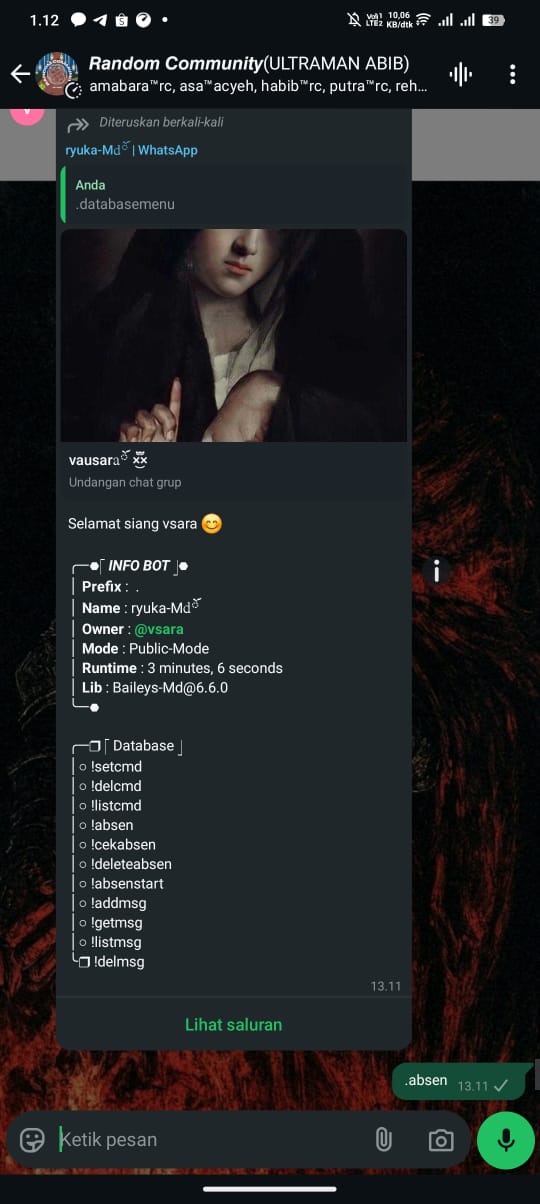 1.12
Voı) LTE2 10,06 KB/dtk 39
Random Community(ULTRAMAN ABIB)
amabara™rc, asa™acyeh, habib™rc, putra™rc, reh...
V
Diteruskan berkali-kali
ryuka-Md | WhatsApp
Anda
.databasemenu
vausara
Undangan chat grup
Selamat siang vsara 😊
╭─●⌈ INFO BOT ⌋●
│ Prefix : .
│ Name : ryuka-Md
│ Owner : @vsara
│ Mode : Public-Mode
│ Runtime : 3 minutes, 6 seconds
│ Lib : Baileys-Md@6.6.0
╰─●
╭─❐⌈ Database ⌋
│○ !setcmd
│○ !delcmd
│○ !listcmd
│○ !absen
│○ !cekabsen
│○ !deleteabsen
│○ !absenstart
│○ !addmsg
│○ !getmsg
│○ !listmsg
╰❐ !delmsg
13.11
Lihat saluran
.absen 13.11
Ketik pesan